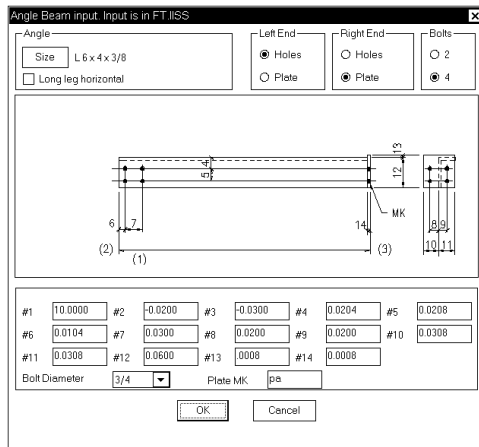 Angle Beam input. Input is in FT.IISS
Angle
Size L 6 x 4 x 3/8
Long leg horizontal
Left End
Holes
Plate
Right End
Holes
Plate
Bolts
2
4
13
5 4
12
6 7
14
MK
8 9
(2)
(1)
(3)
10 11
#1 10.0000 #2 -0.0200 #3 -0.0300 #4 0.0204 #5 0.0208
#6 0.0104 #7 0.0300 #8 0.0200 #9 0.0200 #10 0.0308
#11 0.0308 #12 0.0600 #13 .0008 #14 0.0008
Bolt Diameter 3/4 Plate MK pa
OK Cancel